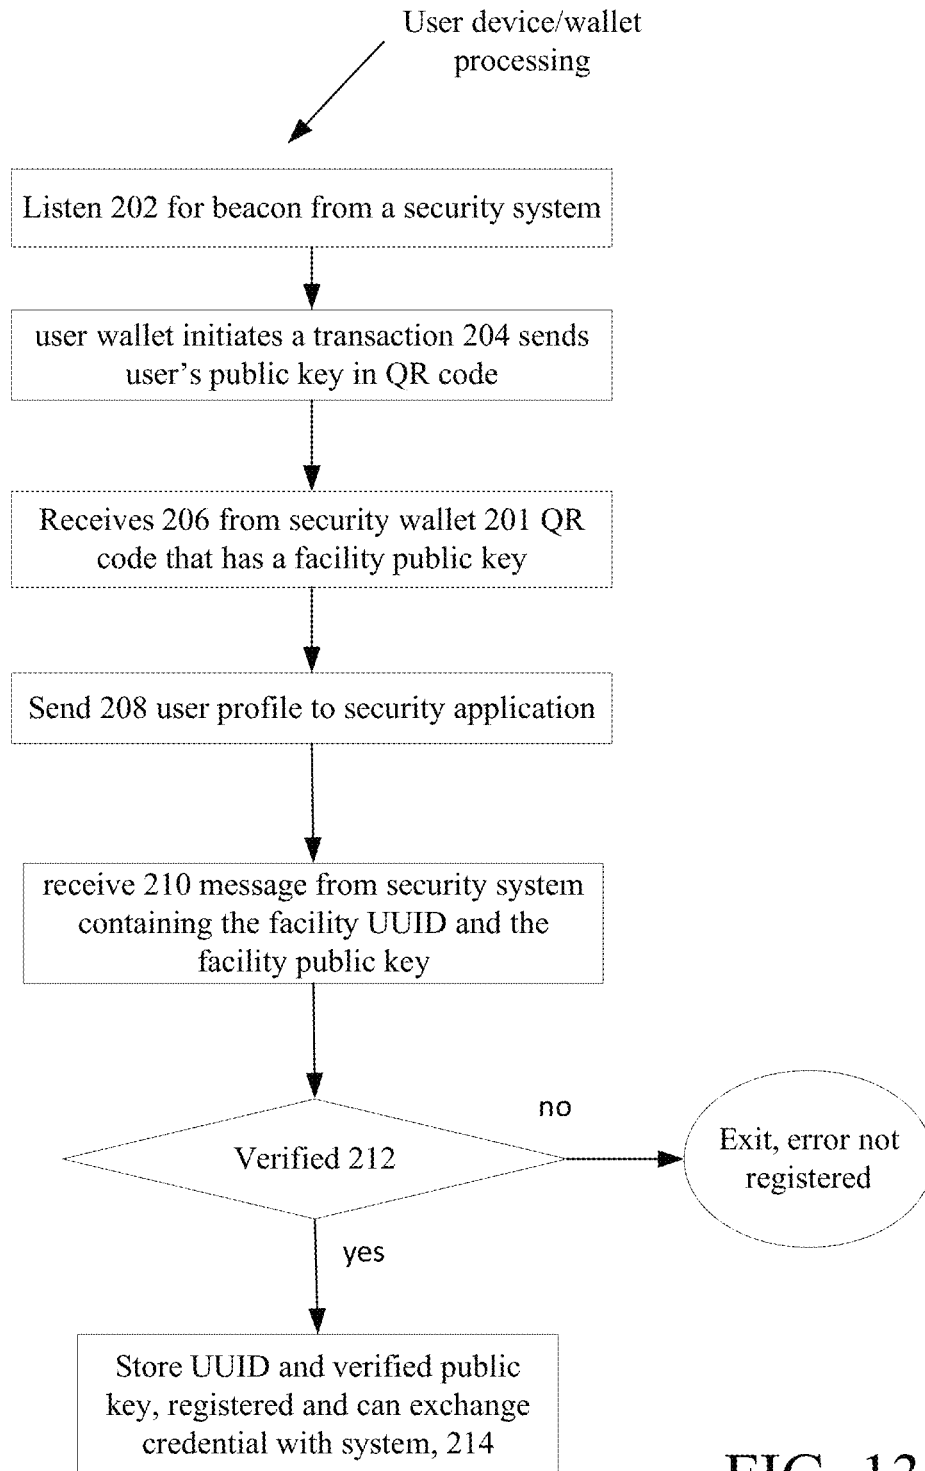 User device/wallet
processing
Listen 202 for beacon from a security system
user wallet initiates a transaction 204 sends
user's public key in QR code
Receives 206 from security wallet 201 QR
code that has a facility public key
Send 208 user profile to security application
receive 210 message from security system
containing the facility UUID and the
facility public key
no
Verified 212
Exit, error not
registered
yes
Store UUID and verified public
key, registered and can exchange
credential with system, 214